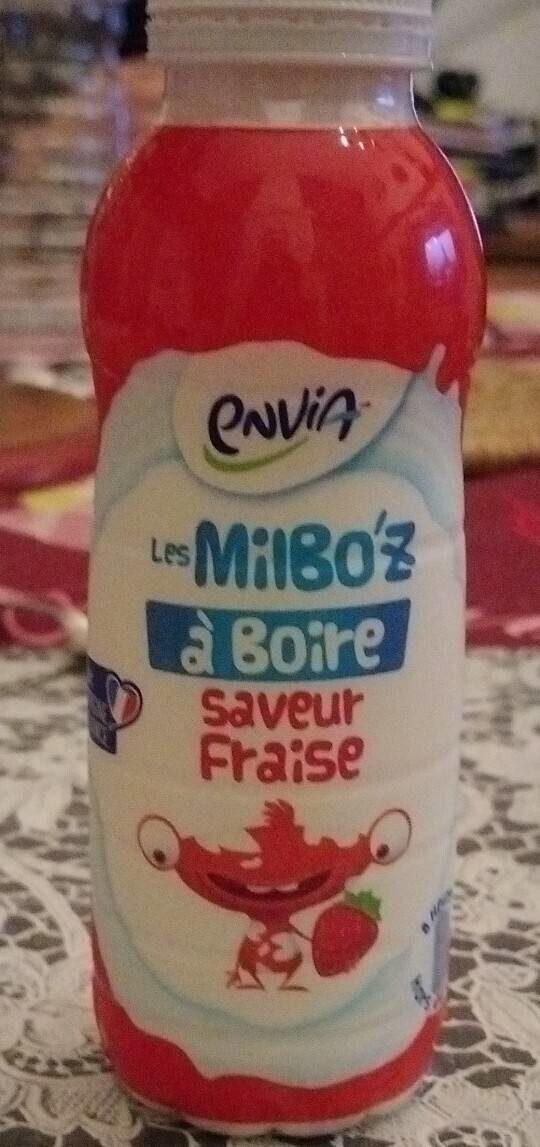 envia
Les MilBo'z
à Boire
saveur
Fraise